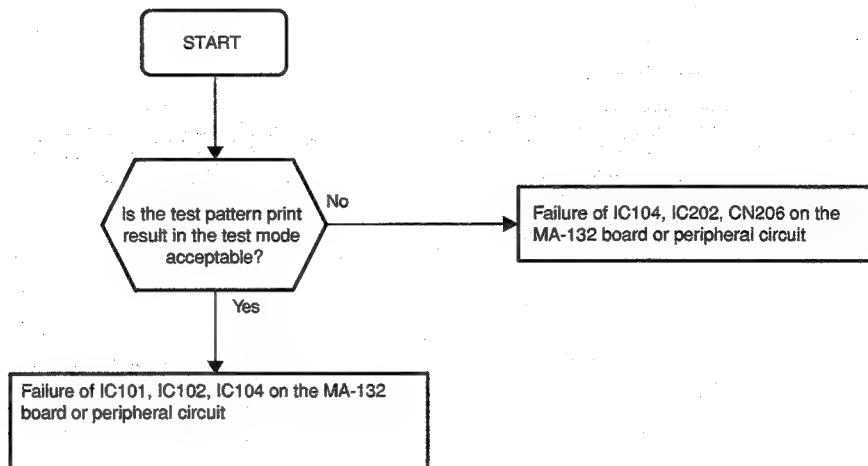 START
Is the test pattern print
result in the test mode
acceptable?
No
Failure of IC104, IC202, CN206 on the
MA-132 board or peripheral circuit
Yes
Failure of IC101, IC102, IC104 on the MA-132
board or peripheral circuit